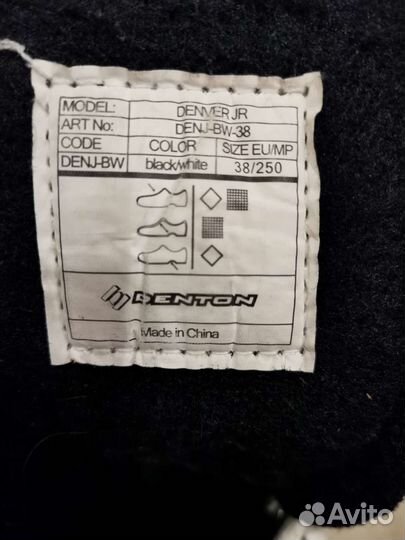 MODEL: DENVER JR
ART No: DENJ-BW-38
CODE COLOR SIZE EU/MP
DENJ-BW black/white 38/250
DENTON
Made in China
Avito